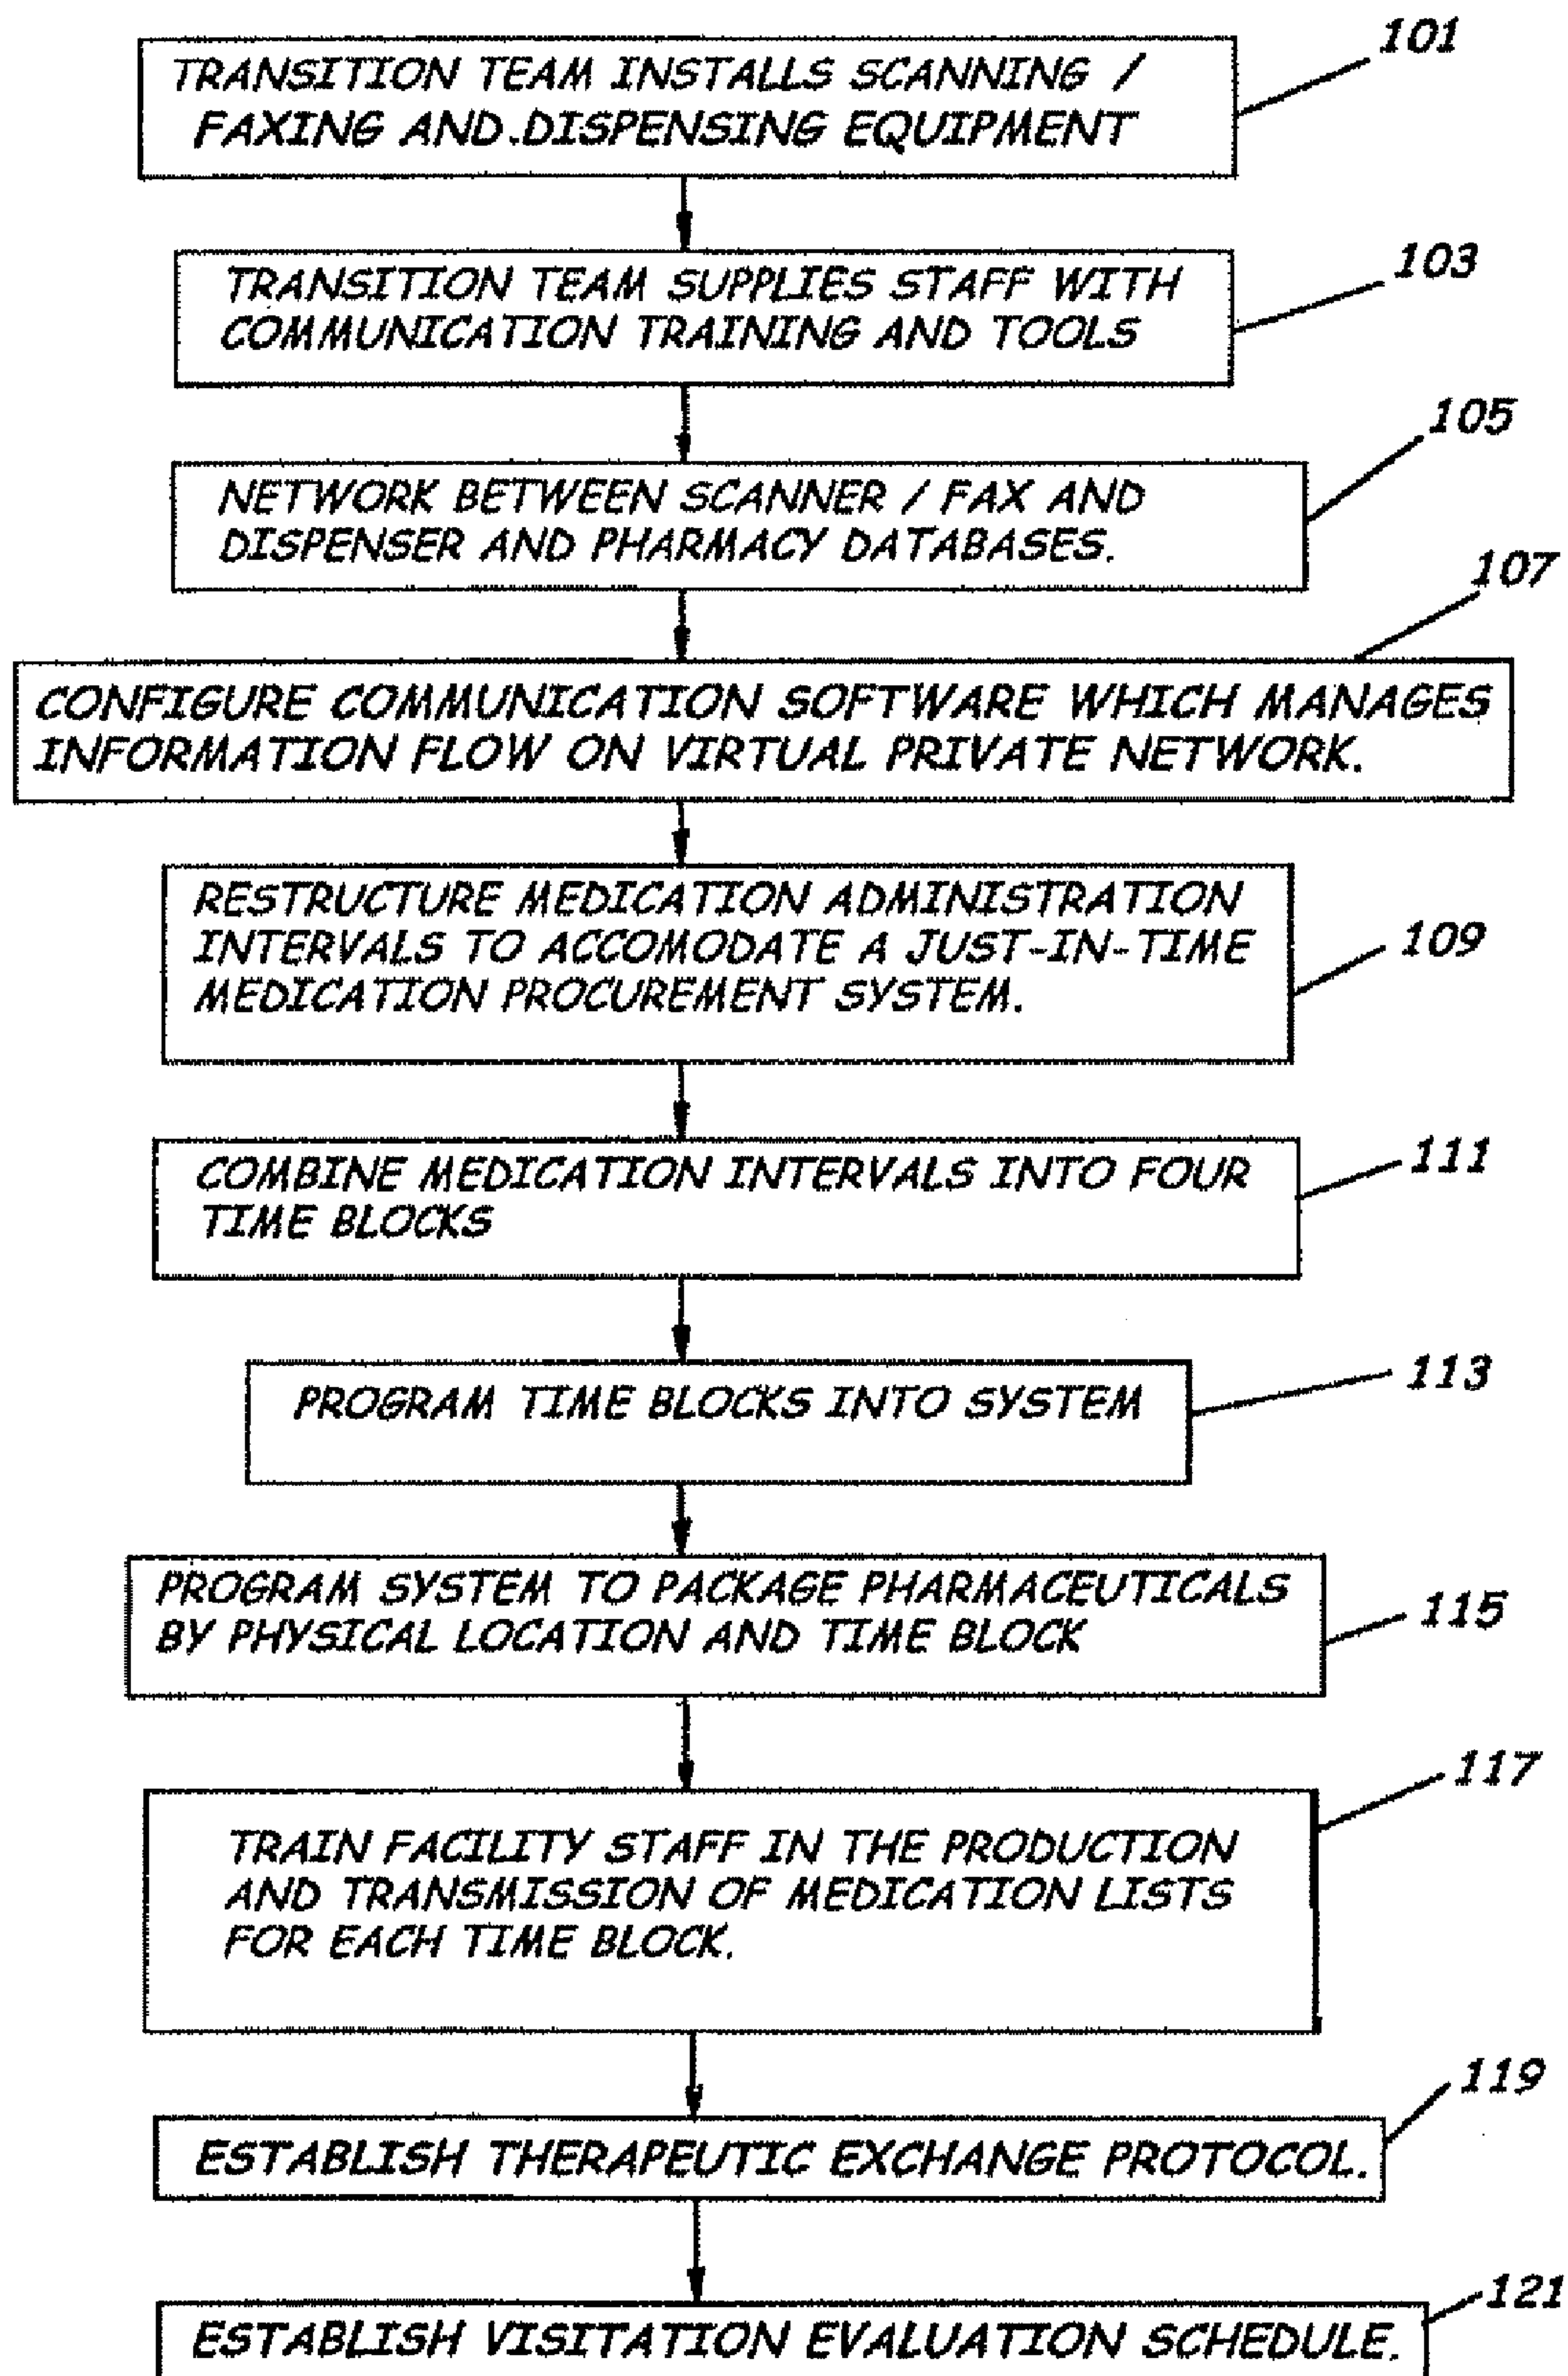 101
TRANSITION TEAM INSTALLS SCANNING /
FAXING AND.DISPENSING EQUIPMENT
103
TRANSITION TEAM SUPPLIES STAFF WITH
COMMUNICATION TRAINING AND TOOLS
105
NETWORK BETWEEN SCANNER / FAX AND
DISPENSER AND PHARMACY DATABASES.
107
CONFIGURE COMMUNICATION SOFTWARE WHICH MANAGES
INFORMATION FLOW ON VIRTUAL PRIVATE NETWORK.
RESTRUCTURE MEDICATION ADMINISTRATION
INTERVALS TO ACCOMODATE A JUST-IN-TIME
MEDICATION PROCUREMENT SYSTEM.
109
COMBINE MEDICATION INTERVALS INTO FOUR
TIME BLOCKS
111
PROGRAM TIME BLOCKS INTO SYSTEM
113
PROGRAM SYSTEM TO PACKAGE PHARMACEUTICALS
BY PHYSICAL LOCATION AND TIME BLOCK
115
117
TRAIN FACILITY STAFF IN THE PRODUCTION
AND TRANSMISSION OF MEDICATION LISTS
FOR EACH TIME BLOCK.
119
ESTABLISH THERAPEUTIC EXCHANGE PROTOCOL.
121
ESTABLISH VISITATION EVALUATION SCHEDULE.